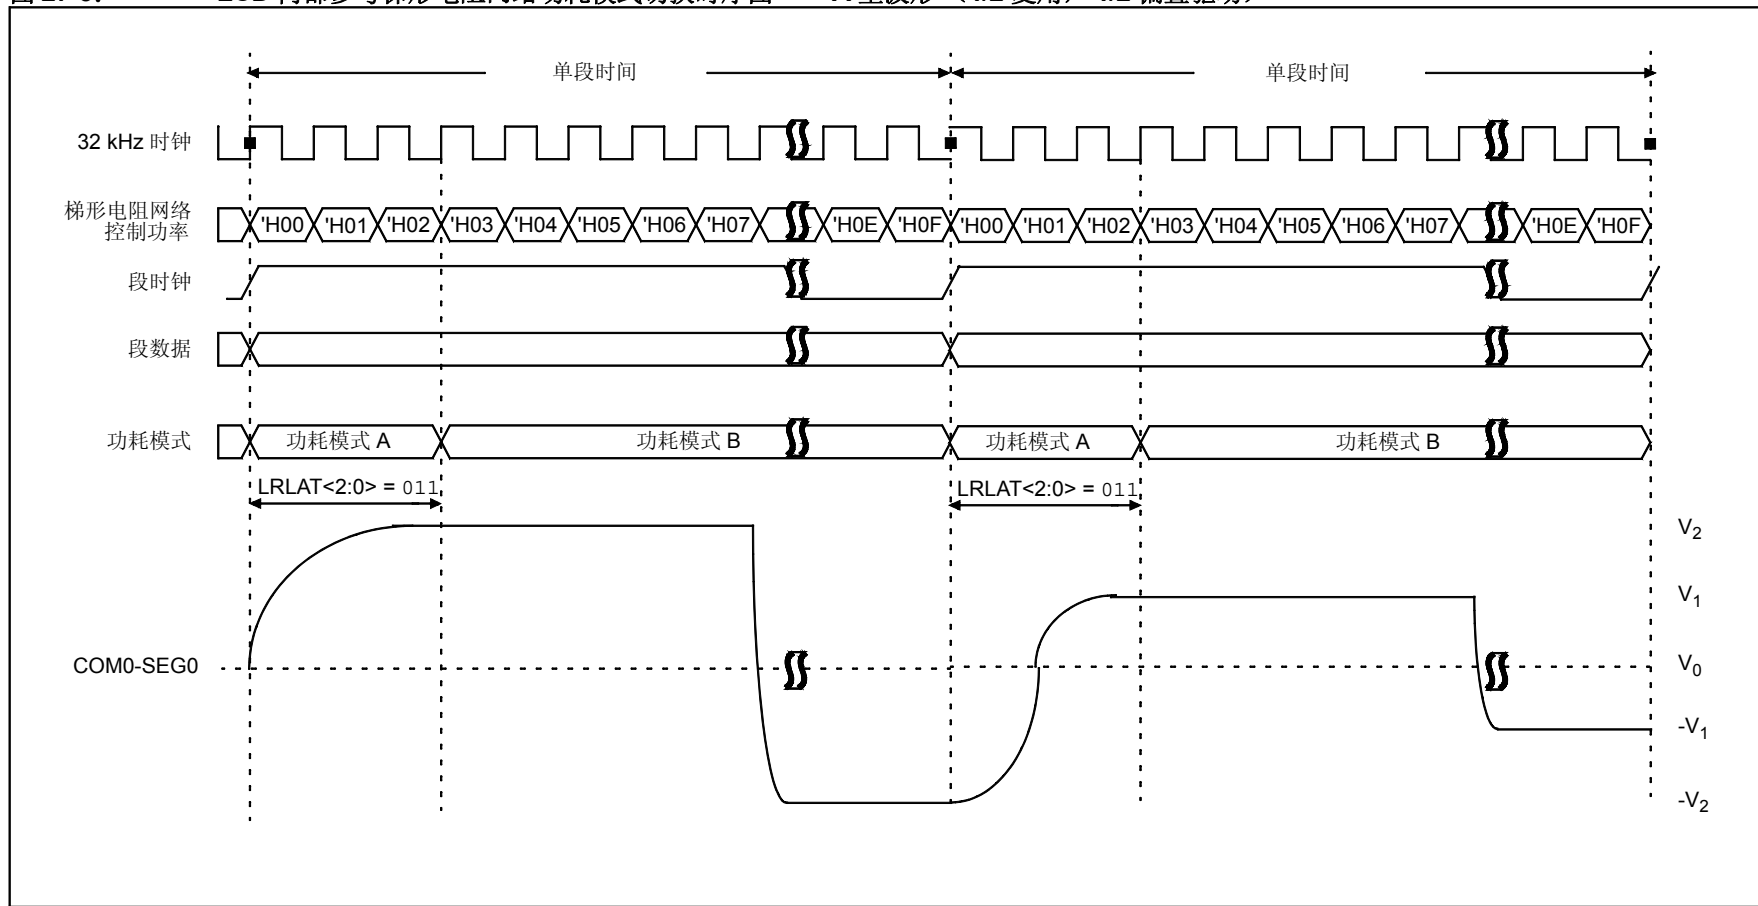 单段时间 单段时间
32 kHz 时钟
梯形电阻网络
控制功率
'H00 'H01 'H02 'H03 'H04 'H05 'H06 'H07 'H0E 'H0F 'H00 'H01 'H02 'H03 'H04 'H05 'H06 'H07 'H0E 'H0F
段时钟
段数据
功耗模式 功耗模式 A 功耗模式 B 功耗模式 A 功耗模式 B
LRLAT<2:0> = 011 LRLAT<2:0> = 011
V2
V1
COM0-SEG0 V0
-V1
-V2